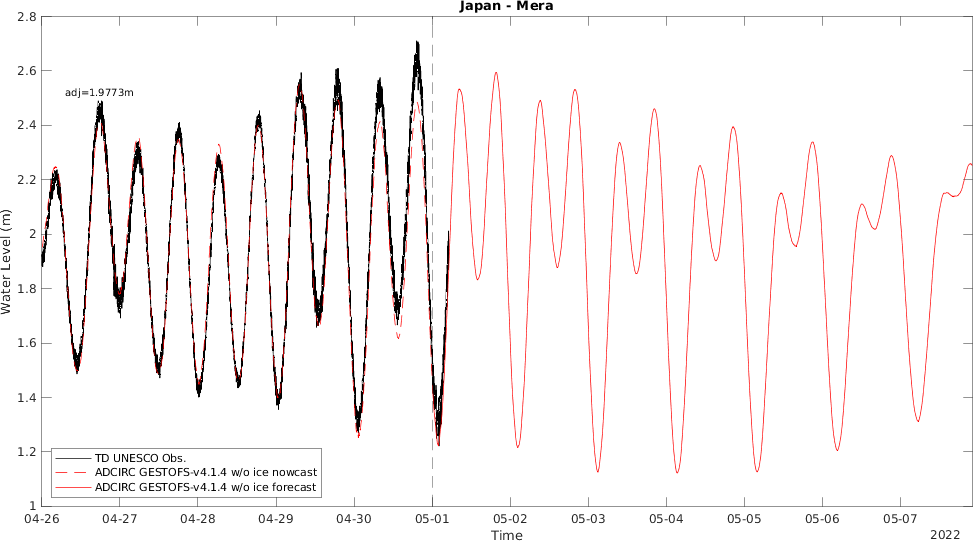 Japan - Mera
2.8
2.6
2.4
2.2
2
1.8
1.6
1.4
1.2
1
Water Level (m)
adj=1.9773m
TD UNESCO Obs.
ADCIRC GESTOFS-v4.1.4 w/o ice nowcast
ADCIRC GESTOFS-v4.1.4 w/o ice forecast
04-26 04-27 04-28 04-29 04-30 05-01 05-02 05-03 05-04 05-05 05-06 05-07
Time
2022